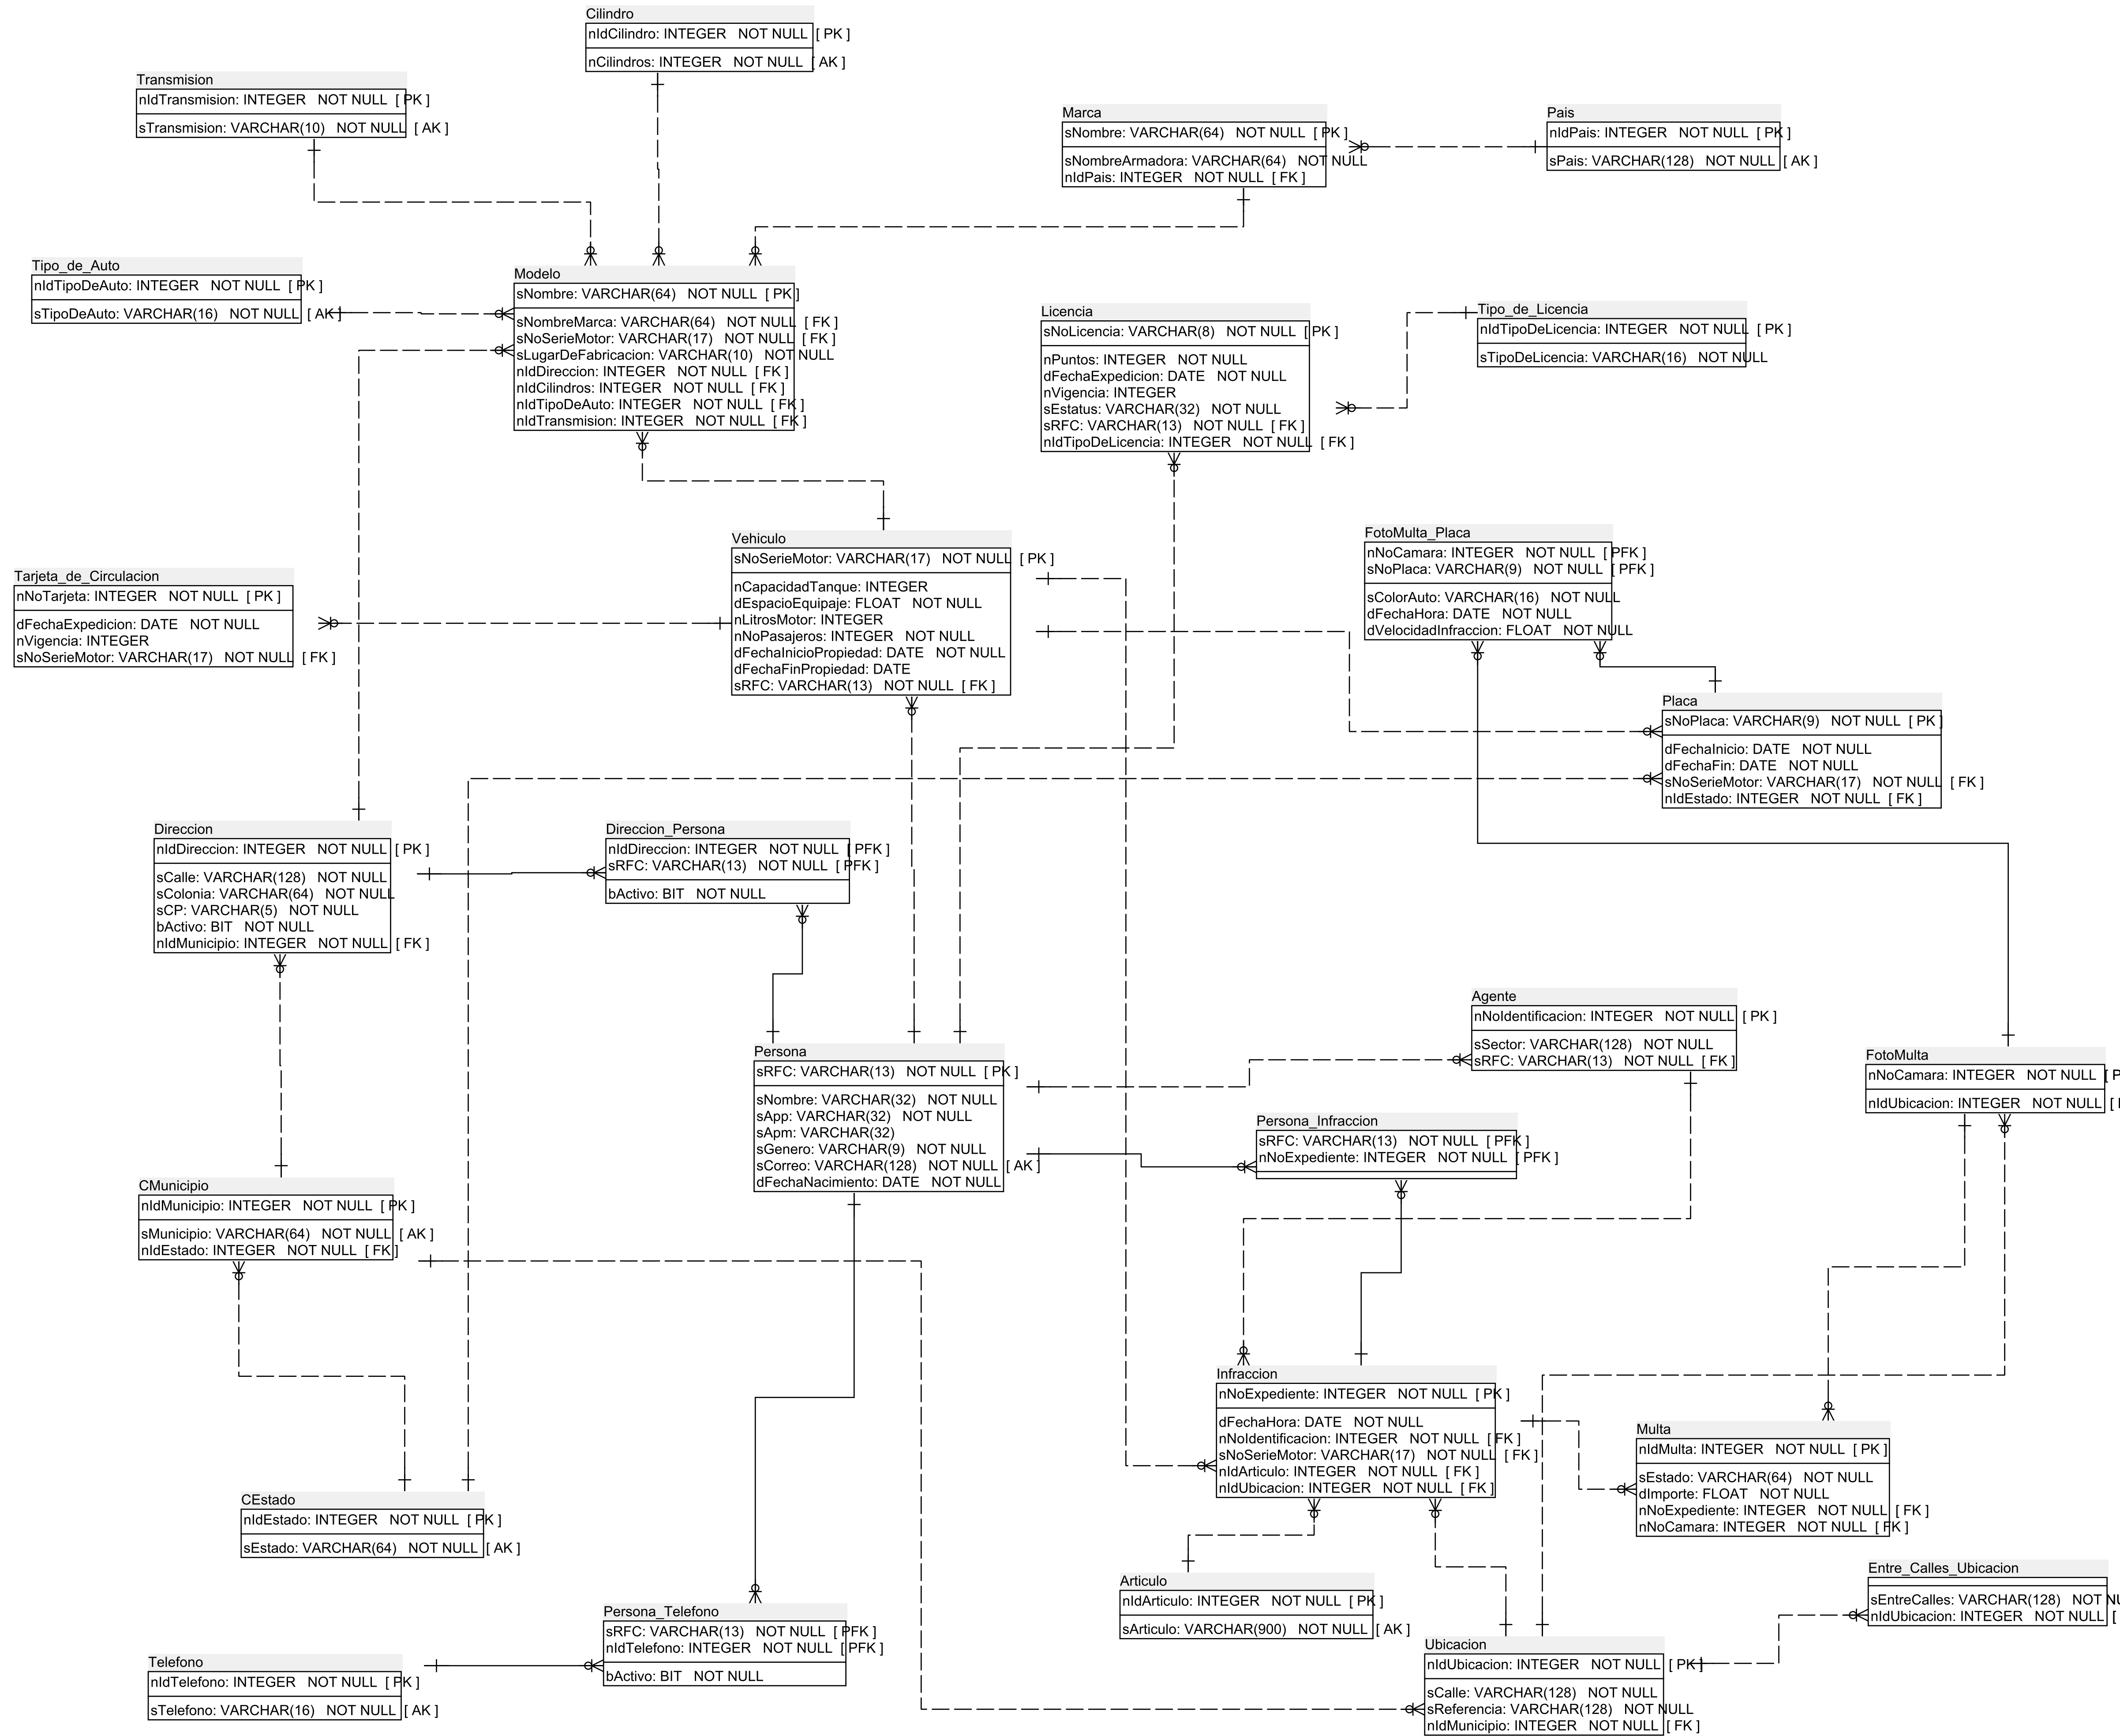 Cilindro
nIdCilindro: INTEGER NOT NULL [ PK ]
nCilindros: INTEGER NOT NULL [ AK ]
Transmision
nIdTransmision: INTEGER NOT NULL [ PK ]
sTransmision: VARCHAR(10) NOT NULL [ AK ]
Marca
sNombre: VARCHAR(64) NOT NULL [ PK ]
sNombreArmadora: VARCHAR(64) NOT NULL
nIdPais: INTEGER NOT NULL [ FK ]
Pais
nIdPais: INTEGER NOT NULL [ PK ]
sPais: VARCHAR(128) NOT NULL [ AK ]
Tipo_de_Auto
nIdTipoDeAuto: INTEGER NOT NULL [ PK ]
sTipoDeAuto: VARCHAR(16) NOT NULL [ AK ]
Modelo
sNombre: VARCHAR(64) NOT NULL [ PK ]
sNombreMarca: VARCHAR(64) NOT NULL [ FK ]
sNoSerieMotor: VARCHAR(17) NOT NULL [ FK ]
sLugarDeFabricacion: VARCHAR(10) NOT NULL
nIdDireccion: INTEGER NOT NULL [ FK ]
nIdCilindros: INTEGER NOT NULL [ FK ]
nIdTipoDeAuto: INTEGER NOT NULL [ FK ]
nIdTransmision: INTEGER NOT NULL [ FK ]
Licencia
sNoLicencia: VARCHAR(8) NOT NULL [ PK ]
nPuntos: INTEGER NOT NULL
dFechaExpedicion: DATE NOT NULL
nVigencia: INTEGER
sEstatus: VARCHAR(32) NOT NULL
sRFC: VARCHAR(13) NOT NULL [ FK ]
nIdTipoDeLicencia: INTEGER NOT NULL [ FK ]
Tipo_de_Licencia
nIdTipoDeLicencia: INTEGER NOT NULL [ PK ]
sTipoDeLicencia: VARCHAR(16) NOT NULL
Vehiculo
sNoSerieMotor: VARCHAR(17) NOT NULL [ PK ]
nCapacidadTanque: INTEGER
dEspacioEquipaje: FLOAT NOT NULL
nLitrosMotor: INTEGER
nNoPasajeros: INTEGER NOT NULL
dFechaInicioPropiedad: DATE NOT NULL
dFechaFinPropiedad: DATE
sRFC: VARCHAR(13) NOT NULL [ FK ]
FotoMulta_Placa
nNoCamara: INTEGER NOT NULL [ PFK ]
sNoPlaca: VARCHAR(9) NOT NULL [ PFK ]
sColorAuto: VARCHAR(16) NOT NULL
dFechaHora: DATE NOT NULL
dVelocidadInfraccion: FLOAT NOT NULL
Tarjeta_de_Circulacion
nNoTarjeta: INTEGER NOT NULL [ PK ]
dFechaExpedicion: DATE NOT NULL
nVigencia: INTEGER
sNoSerieMotor: VARCHAR(17) NOT NULL [ FK ]
Placa
sNoPlaca: VARCHAR(9) NOT NULL [ PK ]
dFechaInicio: DATE NOT NULL
dFechaFin: DATE NOT NULL
sNoSerieMotor: VARCHAR(17) NOT NULL [ FK ]
nIdEstado: INTEGER NOT NULL [ FK ]
Direccion
nIdDireccion: INTEGER NOT NULL [ PK ]
sCalle: VARCHAR(128) NOT NULL
sColonia: VARCHAR(64) NOT NULL
sCP: VARCHAR(5) NOT NULL
bActivo: BIT NOT NULL
nIdMunicipio: INTEGER NOT NULL [ FK ]
Direccion_Persona
nIdDireccion: INTEGER NOT NULL [ PFK ]
sRFC: VARCHAR(13) NOT NULL [ PFK ]
bActivo: BIT NOT NULL
Agente
nNoIdentificacion: INTEGER NOT NULL [ PK ]
sSector: VARCHAR(128) NOT NULL
sRFC: VARCHAR(13) NOT NULL [ FK ]
Persona
sRFC: VARCHAR(13) NOT NULL [ PK ]
sNombre: VARCHAR(32) NOT NULL
sApp: VARCHAR(32) NOT NULL
sApm: VARCHAR(32)
sGenero: VARCHAR(9) NOT NULL
sCorreo: VARCHAR(128) NOT NULL [ AK ]
dFechaNacimiento: DATE NOT NULL
FotoMulta
nNoCamara: INTEGER NOT NULL [
nIdUbicacion: INTEGER NOT NULL [
Persona_Infraccion
sRFC: VARCHAR(13) NOT NULL [ PFK ]
nNoExpediente: INTEGER NOT NULL [ PFK ]
CMunicipio
nIdMunicipio: INTEGER NOT NULL [ PK ]
sMunicipio: VARCHAR(64) NOT NULL [ AK ]
nIdEstado: INTEGER NOT NULL [ FK ]
Infraccion
nNoExpediente: INTEGER NOT NULL [ PK ]
dFechaHora: DATE NOT NULL
nNoIdentificacion: INTEGER NOT NULL [ FK ]
sNoSerieMotor: VARCHAR(17) NOT NULL [ FK ]
nIdArticulo: INTEGER NOT NULL [ FK ]
nIdUbicacion: INTEGER NOT NULL [ FK ]
Multa
nIdMulta: INTEGER NOT NULL [ PK ]
sEstado: VARCHAR(64) NOT NULL
dImporte: FLOAT NOT NULL
nNoExpediente: INTEGER NOT NULL [ FK ]
nNoCamara: INTEGER NOT NULL [ FK ]
CEstado
nIdEstado: INTEGER NOT NULL [ PK ]
sEstado: VARCHAR(64) NOT NULL [ AK ]
Articulo
nIdArticulo: INTEGER NOT NULL [ PK ]
sArticulo: VARCHAR(900) NOT NULL [ AK ]
Entre_Calles_Ubicacion
sEntreCalles: VARCHAR(128) NOT
nIdUbicacion: INTEGER NOT NULL [
Persona_Telefono
sRFC: VARCHAR(13) NOT NULL [ PFK ]
nIdTelefono: INTEGER NOT NULL [ PFK ]
bActivo: BIT NOT NULL
Ubicacion
nIdUbicacion: INTEGER NOT NULL [ PK ]
sCalle: VARCHAR(128) NOT NULL
sReferencia: VARCHAR(128) NOT NULL
nIdMunicipio: INTEGER NOT NULL [ FK ]
Telefono
nIdTelefono: INTEGER NOT NULL [ PK ]
sTelefono: VARCHAR(16) NOT NULL [ AK ]